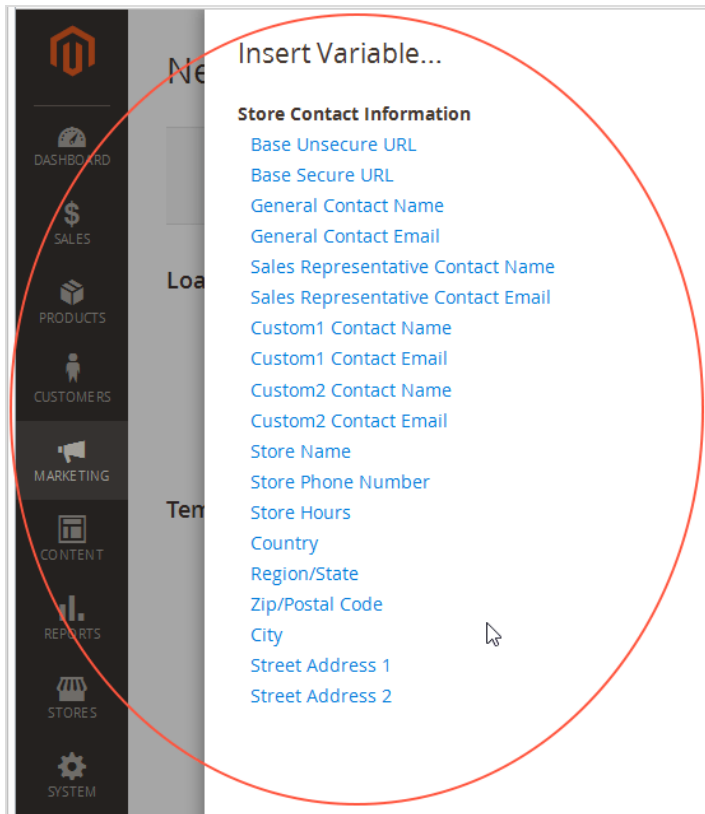 DASHBOARD
SALES
PRODUCTS
CUSTOMERS
MARKETING
CONTENT
REPORTS
STORES
SYSTEM
Ne
Loa
Tem
Insert Variable...
Store Contact Information
Base Unsecure URL
Base Secure URL
General Contact Name
General Contact Email
Sales Representative Contact Name
Sales Representative Contact Email
Custom1 Contact Name
Custom1 Contact Email
Custom2 Contact Name
Custom2 Contact Email
Store Name
Store Phone Number
Store Hours
Country
Region/State
Zip/Postal Code
City
Street Address 1
Street Address 2